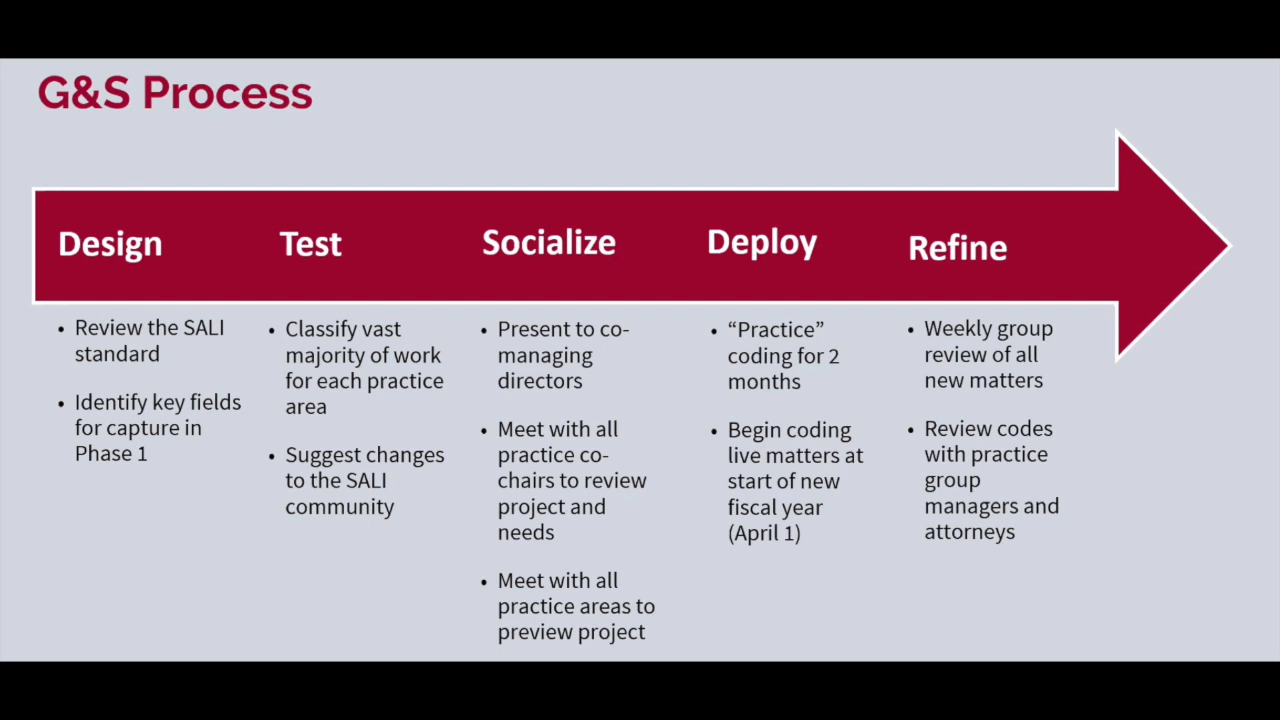 G&S Process
Design
Test
Socialize
Deploy
Refine
• Review the SALI
standard
• Identify key fields
for capture in
Phase 1
• Classify vast
majority of work
for each practice
area
• Suggest changes
to the SALI
community
• Present to co-
managing
directors
• Meet with all
practice co-
chairs to review
project and
needs
• Meet with all
practice areas to
preview project
• “Practice”
coding for 2
months
• Begin coding
live matters at
start of new
fiscal year
(April 1)
• Weekly group
review of all
new matters
• Review codes
with practice
group
managers and
attorneys